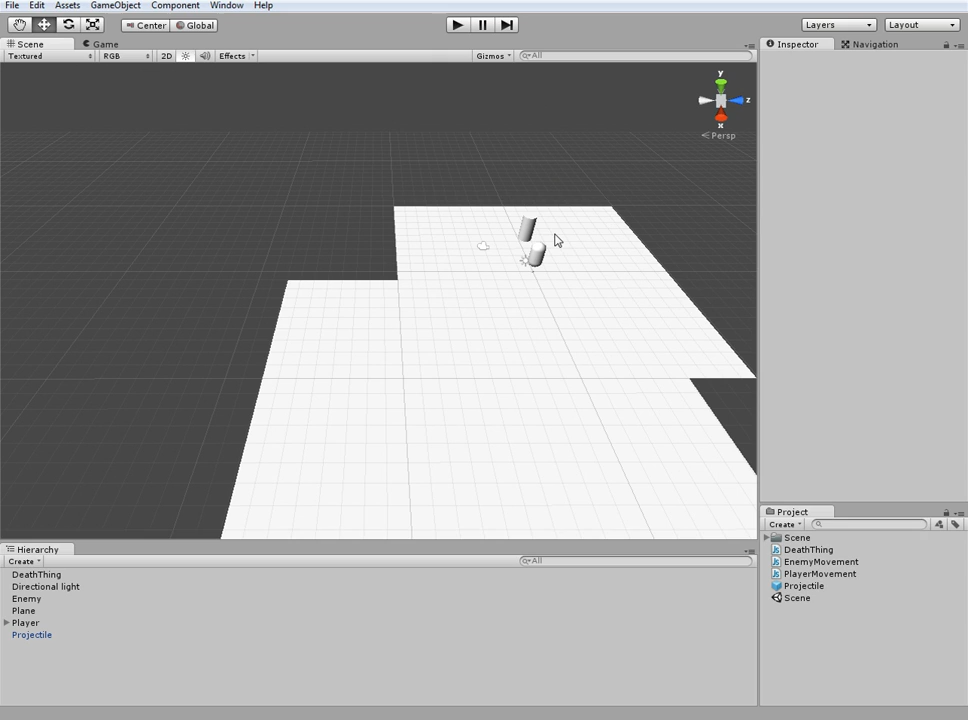 File Edit Assets GameObject Component Window Help
Center Global Layers Layout
Scene Game Inspector Navigation
Textured RGB 2D Effects Gizmos All
y
z
x
Persp
Project
Create
Scene
DeathThing
EnemyMovement
PlayerMovement
Projectile
Scene
Hierarchy
Create All
DeathThing
Directional light
Enemy
Plane
Player
Projectile